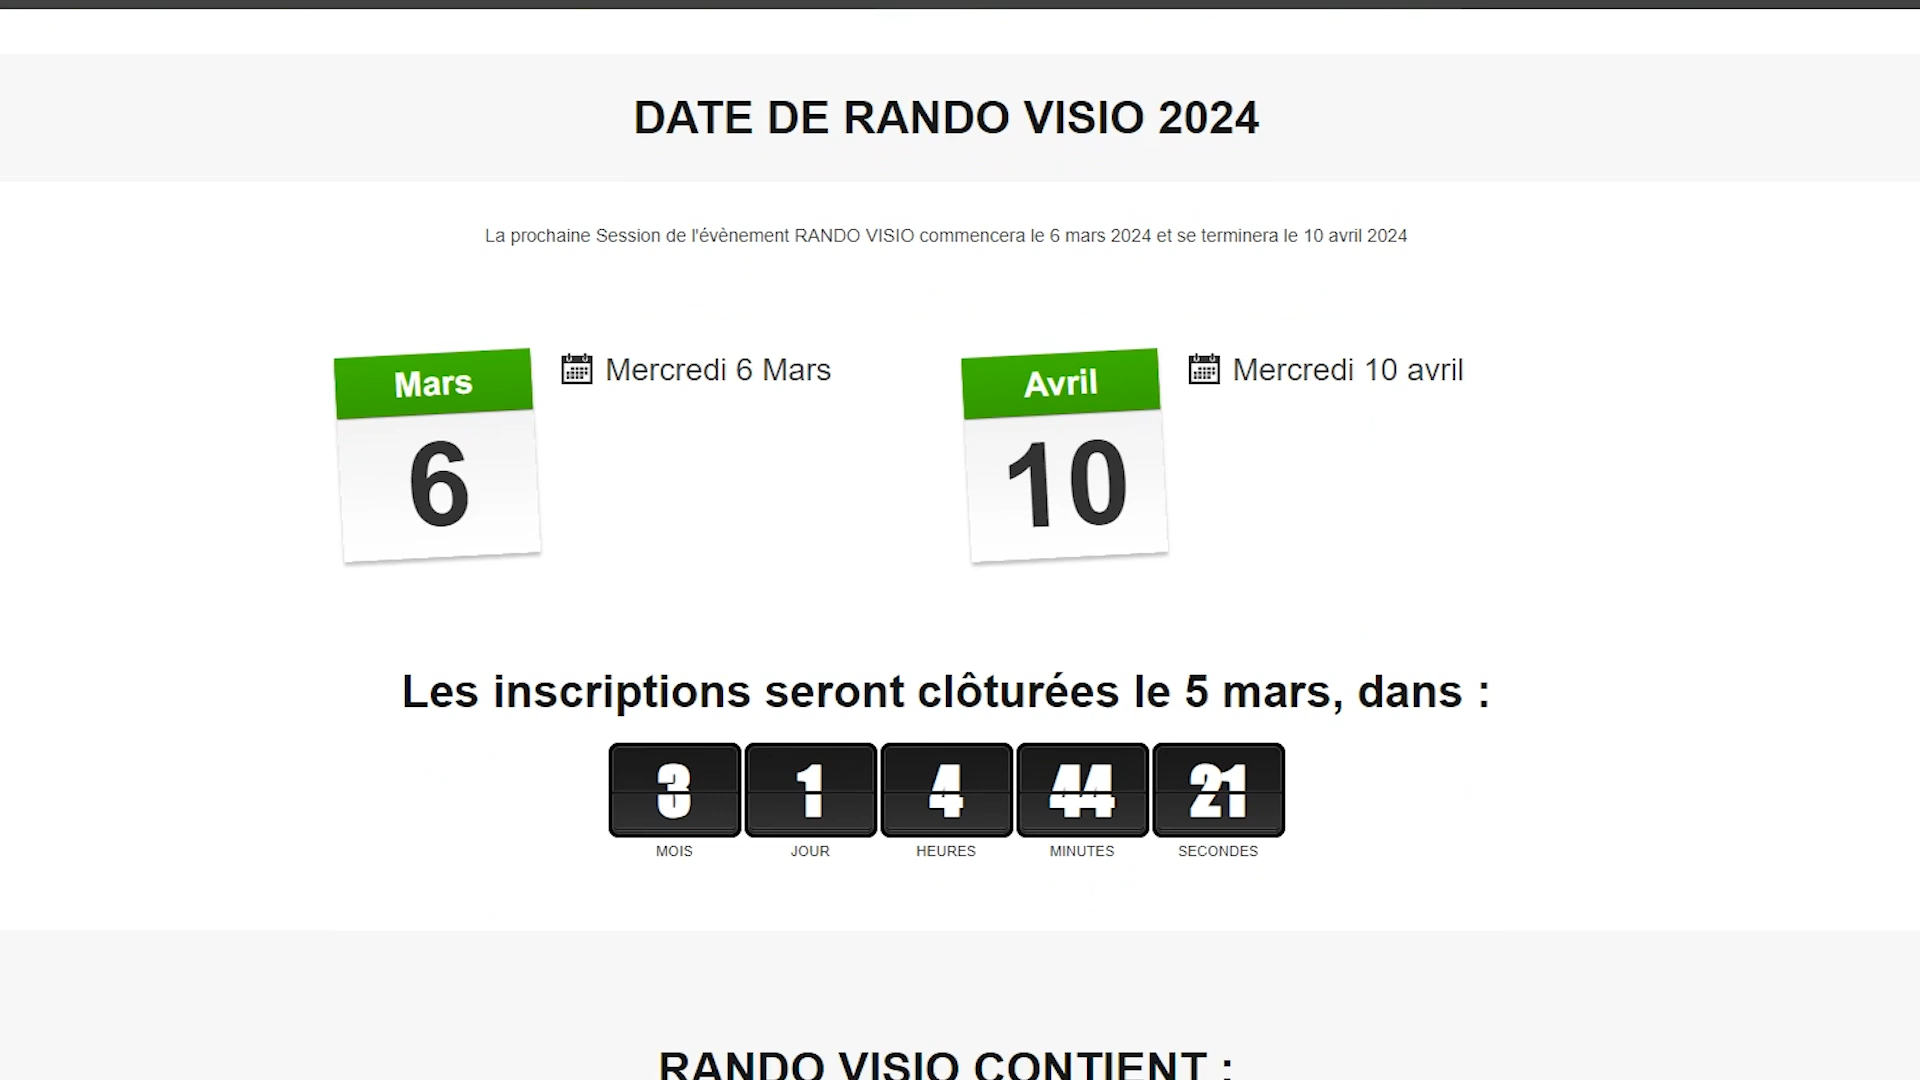 DATE DE RANDO VISIO 2024
La prochaine Session de l'évènement RANDO VISIO commencera le 6 mars 2024 et se terminera le 10 avril 2024
Mars
6
Mercredi 6 Mars
Avril
10
Mercredi 10 avril
Les inscriptions seront clôturées le 5 mars, dans :
3 1 4 44 21
MOIS JOUR HEURES MINUTES SECONDES
RANDO VISIO CONTIENT :